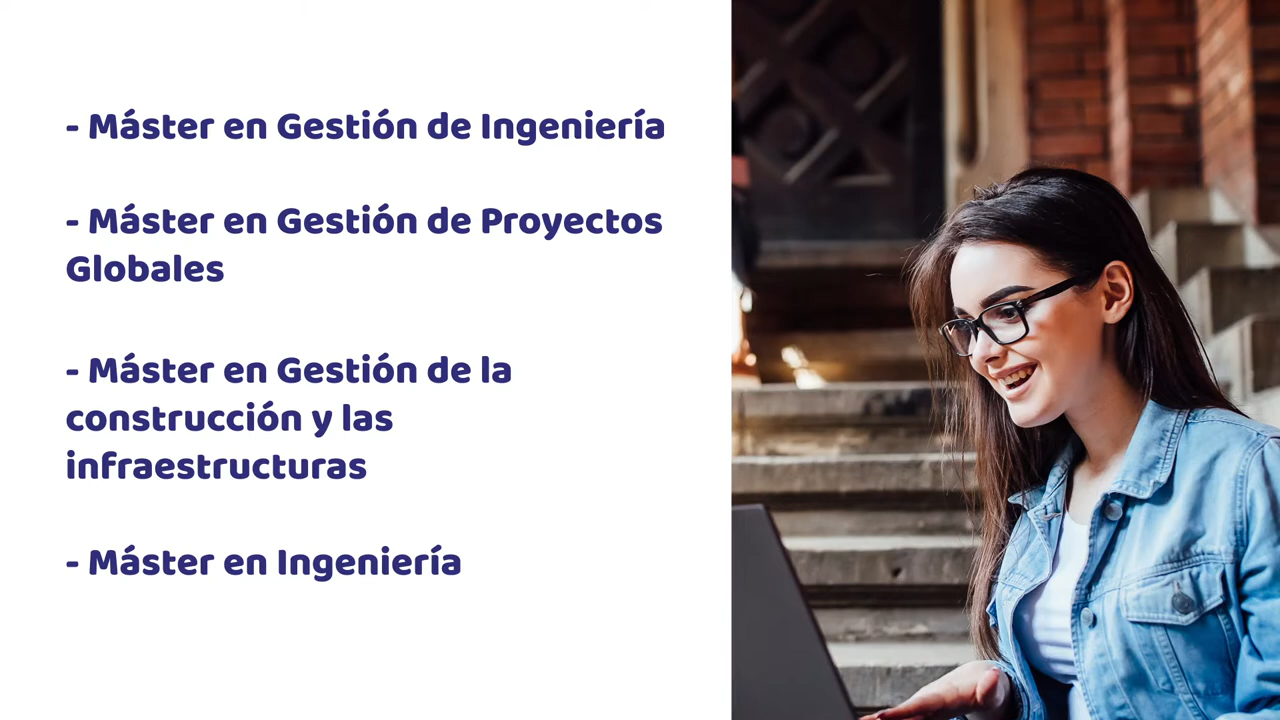 - Máster en Gestión de Ingeniería
- Máster en Gestión de Proyectos
Globales
- Máster en Gestión de la
construcción y las
infraestructuras
- Máster en Ingeniería